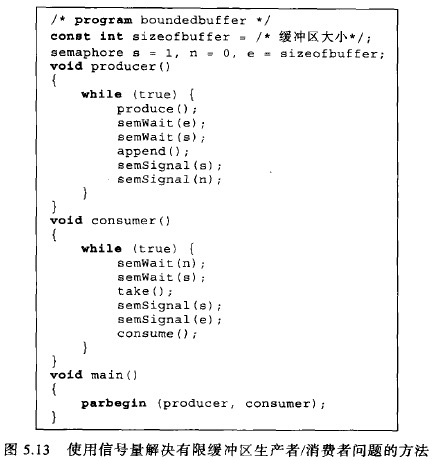 /* program boundedbuffer */
const int sizeofbuffer = /* 缓冲区大小*/;
semaphore s = 1, n = 0, e = sizeofbuffer;
void producer()
{
while (true) {
produce();
semWait(e);
semWait(s);
append();
semSignal(s);
semSignal(n);
}
}
void consumer()
{
while (true) {
semWait(n);
semWait(s);
take();
semSignal(s);
semSignal(e);
consume();
}
}
void main()
{
parbegin (producer, consumer);
}
图 5.13 使用信号量解决有限缓冲区生产者/消费者问题的方法